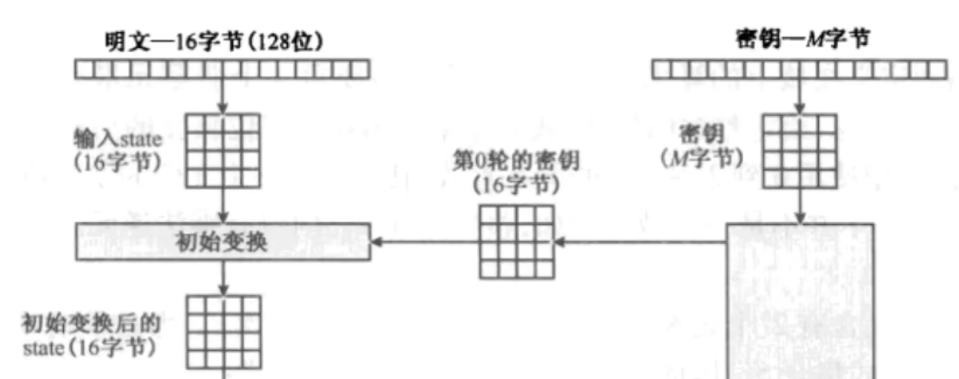 明文—16字节(128位)
密钥—M字节
输入state
(16字节)
密钥
(M字节)
第0轮的密钥
(16字节)
初始变换
初始变换后的
state(16字节)